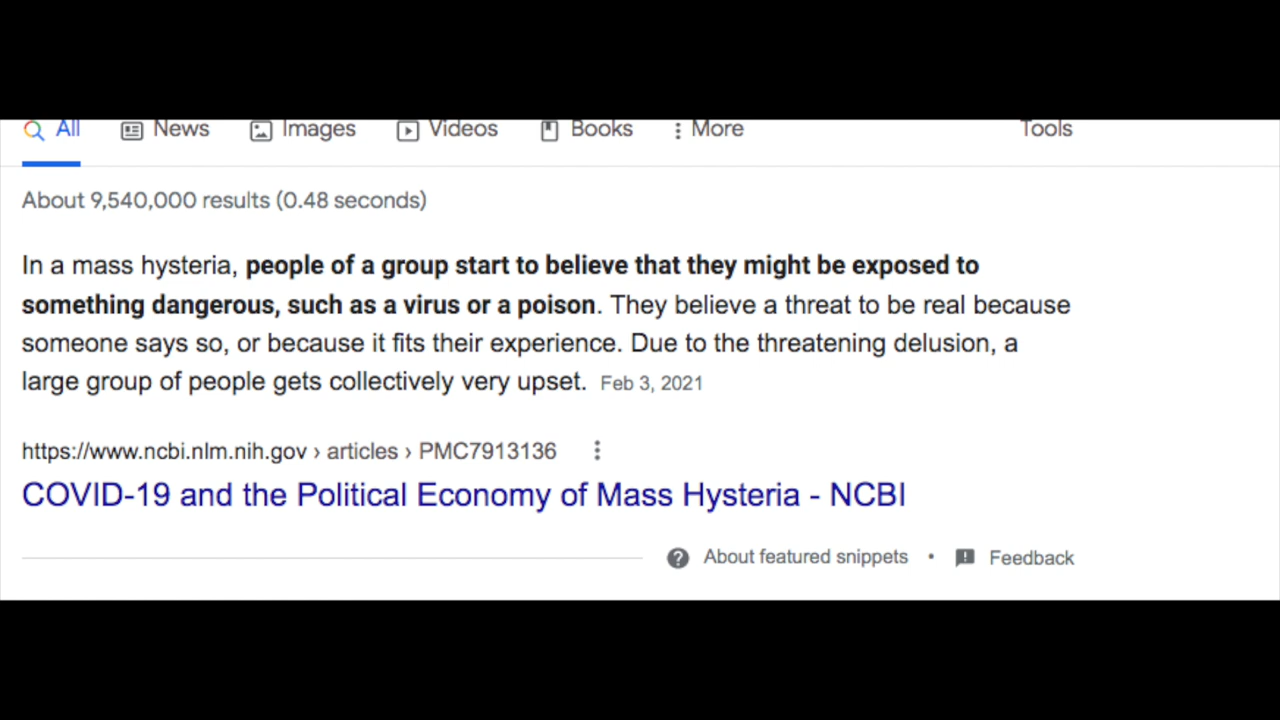 All News Images Videos Books More Tools
About 9,540,000 results (0.48 seconds)
In a mass hysteria, people of a group start to believe that they might be exposed to
something dangerous, such as a virus or a poison. They believe a threat to be real because
someone says so, or because it fits their experience. Due to the threatening delusion, a
large group of people gets collectively very upset. Feb 3, 2021
https://www.ncbi.nlm.nih.gov › articles › PMC7913136
COVID-19 and the Political Economy of Mass Hysteria - NCBI
About featured snippets • Feedback